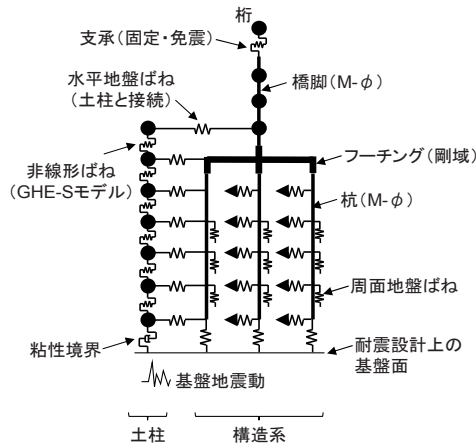 桁
支承(固定・免震)
橋脚(M-φ)
水平地盤ばね
(土柱と接続)
フーチング(剛域)
非線形ばね
(GHE-Sモデル)
杭(M-φ)
周面地盤ばね
粘性境界
耐震設計上の
基盤面
基盤地震動
土柱
構造系